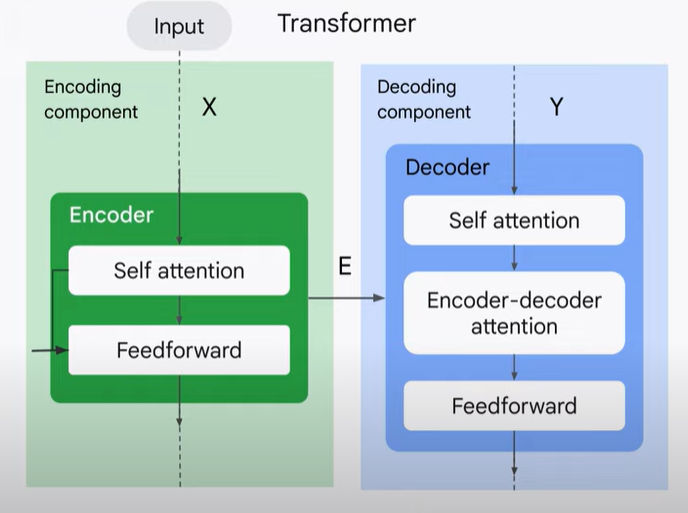 Input
Transformer
Encoding
component
X
Encoder
Self attention
Feedforward
E
Decoding
component
Y
Decoder
Self attention
Encoder-decoder
attention
Feedforward